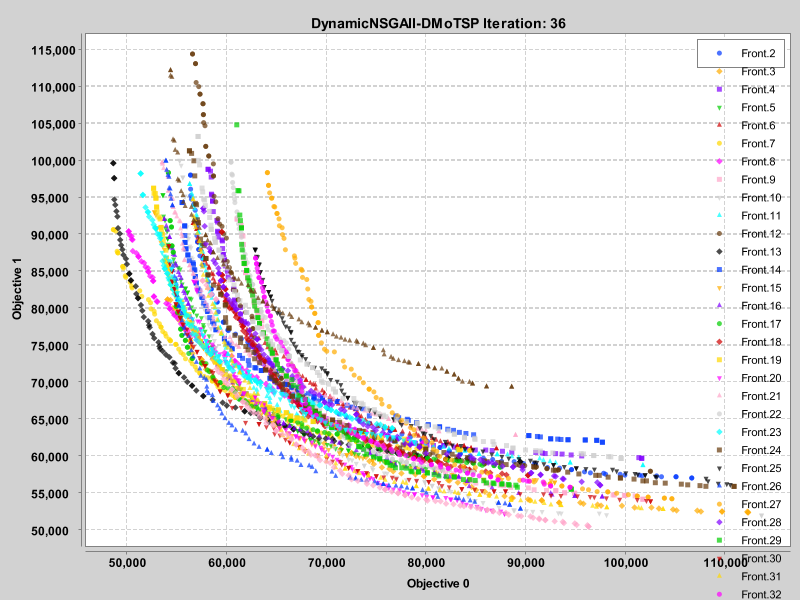 DynamicNSGAII-DMoTSP Iteration: 36
115,000
110,000
105,000
100,000
95,000
90,000
85,000
80,000
75,000
70,000
65,000
60,000
55,000
50,000
Objective 1
50,000
60,000
70,000
80,000
90,000
100,000
110,000
Objective 0
Front.2
Front.3
Front.4
Front.5
Front.6
Front.7
Front.8
Front.9
Front.10
Front.11
Front.12
Front.13
Front.14
Front.15
Front.16
Front.17
Front.18
Front.19
Front.20
Front.21
Front.22
Front.23
Front.24
Front.25
Front.26
Front.27
Front.28
Front.29
Front.30
Front.31
Front.32